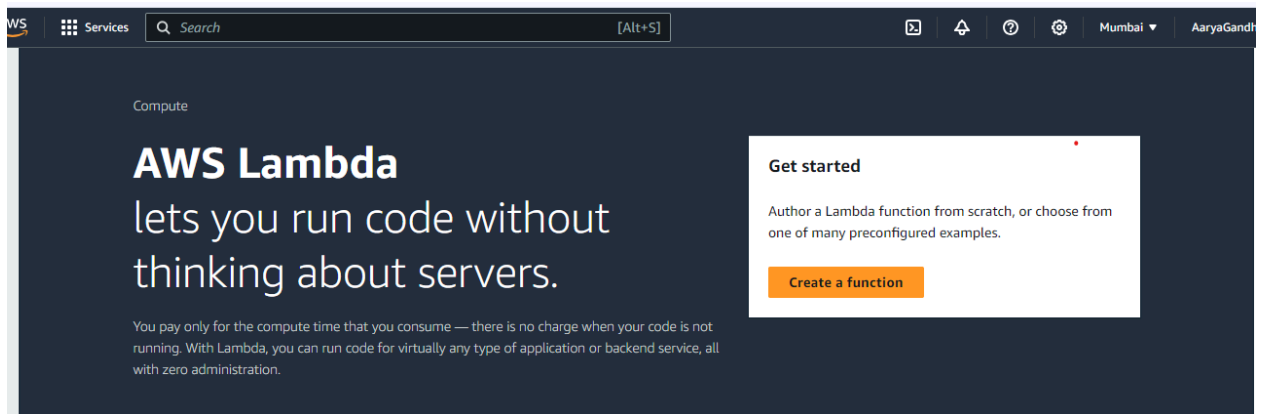 WS
Services
Search
[Alt+S]
Mumbai
AaryaGandh
Compute
AWS Lambda
lets you run code without
thinking about servers.
You pay only for the compute time that you consume — there is no charge when your code is not
running. With Lambda, you can run code for virtually any type of application or backend service, all
with zero administration.
Get started
Author a Lambda function from scratch, or choose from
one of many preconfigured examples.
Create a function